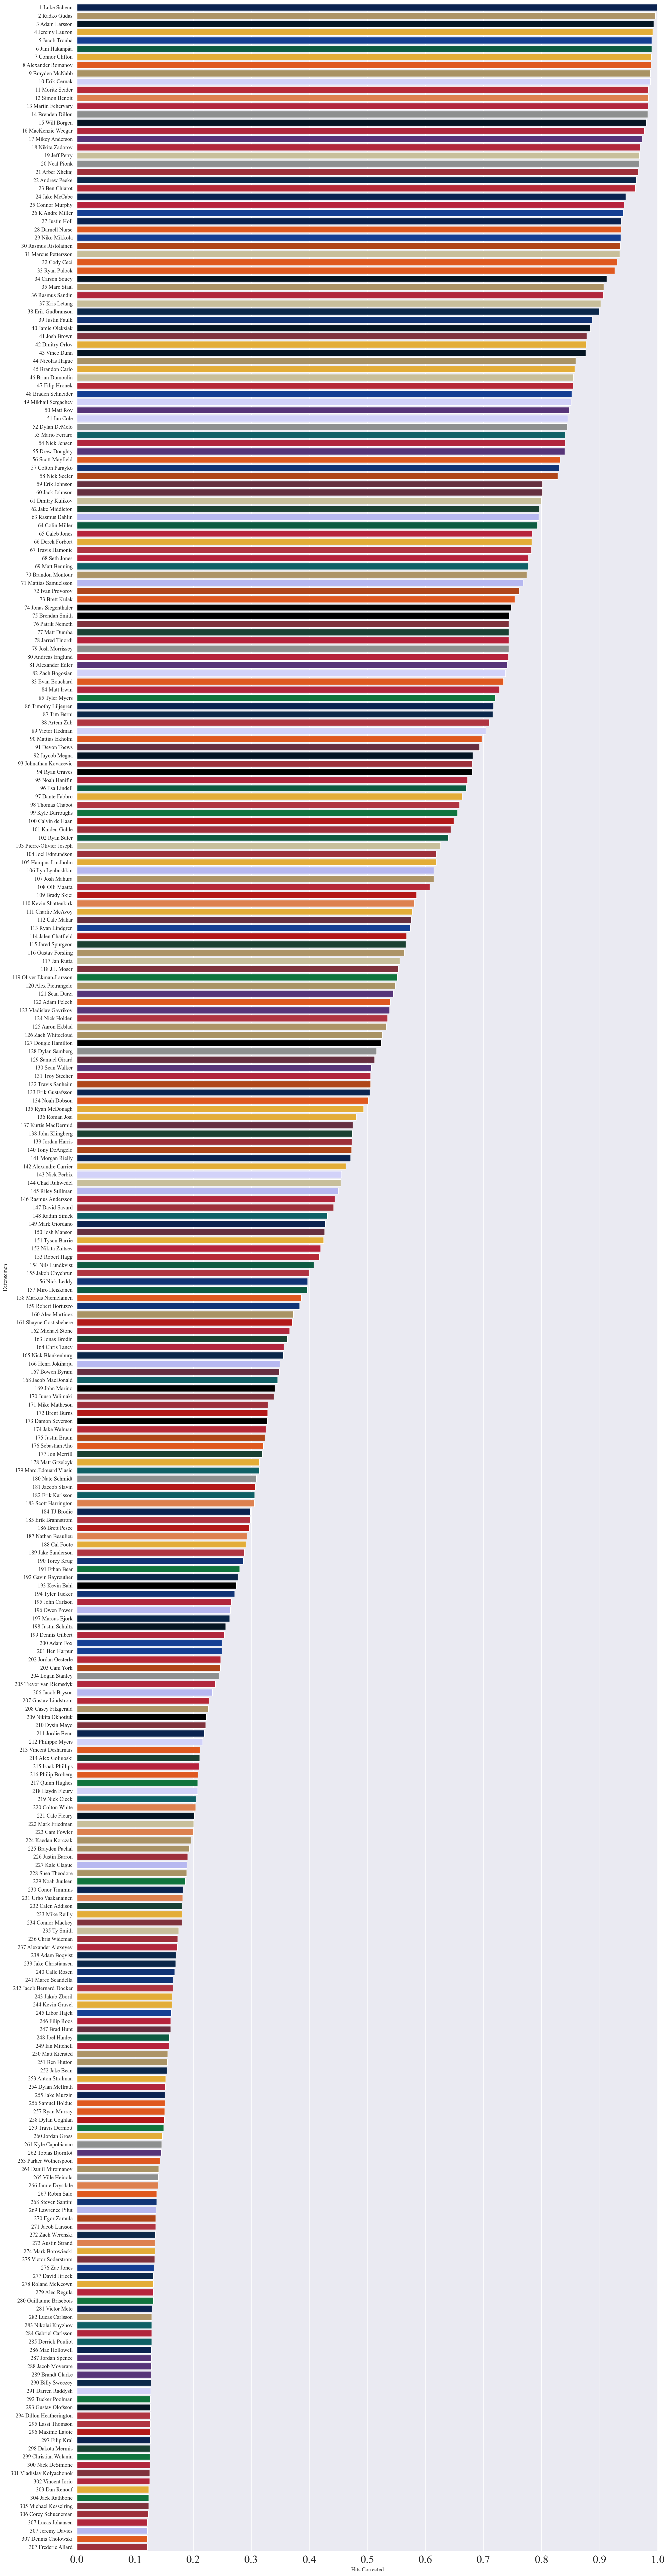 1 Luke Schenn
2 Radko Gudas
3 Adam Larsson
4 Jeremy Lauzon
5 Jacob Trouba
6 Jani Hakanpää
7 Connor Clifton
8 Alexander Romanov
9 Brayden McNabb
10 Erik Cernak
11 Moritz Seider
12 Simon Benoit
13 Martin Fehervary
14 Brenden Dillon
15 Will Borgen
16 MacKenzie Weegar
17 Mikey Anderson
18 Nikita Zadorov
19 Jeff Petry
20 Neal Pionk
21 Arber Xhekaj
22 Andrew Peeke
23 Ben Chiarot
24 Jake McCabe
25 Connor Murphy
26 K'Andre Miller
27 Justin Holl
28 Darnell Nurse
29 Niko Mikkola
30 Rasmus Ristolainen
31 Marcus Pettersson
32 Cody Ceci
33 Ryan Pulock
34 Carson Soucy
35 Marc Staal
36 Rasmus Sandin
37 Kris Letang
38 Erik Gudbranson
39 Justin Faulk
40 Jamie Oleksiak
41 Josh Brown
42 Dmitry Orlov
43 Vince Dunn
44 Nicolas Hague
45 Brandon Carlo
46 Brian Dumoulin
47 Filip Hronek
48 Braden Schneider
49 Mikhail Sergachev
50 Matt Roy
51 Ian Cole
52 Dylan DeMelo
53 Mario Ferraro
54 Nick Jensen
55 Drew Doughty
56 Scott Mayfield
57 Colton Parayko
58 Nick Seeler
59 Erik Johnson
60 Jack Johnson
61 Dmitry Kulikov
62 Jake Middleton
63 Rasmus Dahlin
64 Colin Miller
65 Caleb Jones
66 Derek Forbort
67 Travis Hamonic
68 Seth Jones
69 Matt Benning
70 Brandon Montour
71 Mattias Samuelsson
72 Ivan Provorov
73 Brett Kulak
74 Jonas Siegenthaler
75 Brendan Smith
76 Patrik Nemeth
77 Matt Dumba
78 Jarred Tinordi
79 Josh Morrissey
80 Andreas Englund
81 Alexander Edler
82 Zach Bogosian
83 Evan Bouchard
84 Matt Irwin
85 Tyler Myers
86 Timothy Liljegren
87 Tim Berni
88 Artem Zub
89 Victor Hedman
90 Mattias Ekholm
91 Devon Toews
92 Jaycob Megna
93 Johnathan Kovacevic
94 Ryan Graves
95 Noah Hanifin
96 Esa Lindell
97 Dante Fabbro
98 Thomas Chabot
99 Kyle Burroughs
100 Calvin de Haan
101 Kaiden Guhle
102 Ryan Suter
103 Pierre-Olivier Joseph
104 Joel Edmundson
105 Hampus Lindholm
106 Ilya Lyubushkin
107 Josh Mahura
108 Olli Maatta
109 Brady Skjei
110 Kevin Shattenkirk
111 Charlie McAvoy
112 Cale Makar
113 Ryan Lindgren
114 Jalen Chatfield
115 Jared Spurgeon
116 Gustav Forsling
117 Jan Rutta
118 J.J. Moser
119 Oliver Ekman-Larsson
120 Alex Pietrangelo
121 Sean Durzi
122 Adam Pelech
123 Vladislav Gavrikov
124 Nick Holden
125 Aaron Ekblad
126 Zach Whitecloud
127 Dougie Hamilton
128 Dylan Samberg
129 Samuel Girard
130 Sean Walker
131 Troy Stecher
132 Travis Sanheim
133 Erik Gustafsson
134 Noah Dobson
135 Ryan McDonagh
136 Roman Josi
137 Kurtis MacDermid
138 John Klingberg
139 Jordan Harris
140 Tony DeAngelo
141 Morgan Rielly
142 Alexandre Carrier
143 Nick Perbix
144 Chad Ruhwedel
145 Riley Stillman
146 Rasmus Andersson
147 David Savard
148 Radim Simek
149 Mark Giordano
150 Josh Manson
151 Tyson Barrie
152 Nikita Zaitsev
153 Robert Hagg
154 Nils Lundkvist
155 Jakob Chychrun
156 Nick Leddy
157 Miro Heiskanen
158 Markus Niemelainen
159 Robert Bortuzzo
160 Alec Martinez
161 Shayne Gostisbehere
162 Michael Stone
163 Jonas Brodin
164 Chris Tanev
165 Nick Blankenburg
166 Henri Jokiharju
167 Bowen Byram
168 Jacob MacDonald
169 John Marino
170 Juuso Valimaki
171 Mike Matheson
172 Brent Burns
173 Damon Severson
174 Jake Walman
175 Justin Braun
176 Sebastian Aho
177 Jon Merrill
178 Matt Grzelcyk
179 Marc-Edouard Vlasic
180 Nate Schmidt
181 Jaccob Slavin
182 Erik Karlsson
183 Scott Harrington
184 TJ Brodie
185 Erik Brannstrom
186 Brett Pesce
187 Nathan Beaulieu
188 Cal Foote
189 Jake Sanderson
190 Torey Krug
191 Ethan Bear
192 Gavin Bayreuther
193 Kevin Bahl
194 Tyler Tucker
195 John Carlson
196 Owen Power
197 Marcus Bjork
198 Justin Schultz
199 Dennis Gilbert
200 Adam Fox
201 Ben Harpur
202 Jordan Oesterle
203 Cam York
204 Logan Stanley
205 Trevor van Riemsdyk
206 Jacob Bryson
207 Gustav Lindstrom
208 Casey Fitzgerald
209 Nikita Okhotiuk
210 Dysin Mayo
211 Jordie Benn
212 Philippe Myers
213 Vincent Desharnais
214 Alex Goligoski
215 Isaak Phillips
216 Philip Broberg
217 Quinn Hughes
218 Haydn Fleury
219 Nick Cicek
220 Colton White
221 Cale Fleury
222 Mark Friedman
223 Cam Fowler
224 Kaedan Korczak
225 Brayden Pachal
226 Justin Barron
227 Kale Clague
228 Shea Theodore
229 Noah Juulsen
230 Conor Timmins
231 Urho Vaakanainen
232 Calen Addison
233 Mike Reilly
234 Connor Mackey
235 Ty Smith
236 Chris Wideman
237 Alexander Alexeyev
238 Adam Boqvist
239 Jake Christiansen
240 Calle Rosen
241 Marco Scandella
242 Jacob Bernard-Docker
243 Jakub Zboril
244 Kevin Gravel
245 Libor Hajek
246 Filip Roos
247 Brad Hunt
248 Joel Hanley
249 Ian Mitchell
250 Matt Kiersted
251 Ben Hutton
252 Jake Bean
253 Anton Stralman
254 Dylan McIlrath
255 Jake Muzzin
256 Samuel Bolduc
257 Ryan Murray
258 Dylan Coghlan
259 Travis Dermott
260 Jordan Gross
261 Kyle Capobianco
262 Tobias Bjornfot
263 Parker Wotherspoon
264 Daniil Miromanov
265 Ville Heinola
266 Jamie Drysdale
267 Robin Salo
268 Steven Santini
269 Lawrence Pilut
270 Egor Zamula
271 Jacob Larsson
272 Zach Werenski
273 Austin Strand
274 Mark Borowiecki
275 Victor Soderstrom
276 Zac Jones
277 David Jiricek
278 Roland McKeown
279 Alec Regula
280 Guillaume Brisebois
281 Victor Mete
282 Lucas Carlsson
283 Nikolai Knyzhov
284 Gabriel Carlsson
285 Derrick Pouliot
286 Mac Hollowell
287 Jordan Spence
288 Jacob Moverare
289 Brandt Clarke
290 Billy Sweezey
291 Darren Raddysh
292 Tucker Poolman
293 Gustav Olofsson
294 Dillon Heatherington
295 Lassi Thomson
296 Maxime Lajoie
297 Filip Kral
298 Dakota Mermis
299 Christian Wolanin
300 Nick DeSimone
301 Vladislav Kolyachonok
302 Vincent Iorio
303 Dan Renouf
304 Jack Rathbone
305 Michael Kesselring
306 Corey Schueneman
307 Lucas Johansen
307 Jeremy Davies
307 Dennis Cholowski
307 Frederic Allard
Defensemen
0.0 0.1 0.2 0.3 0.4 0.5 0.6 0.7 0.8 0.9 1.0
Hits Corrected